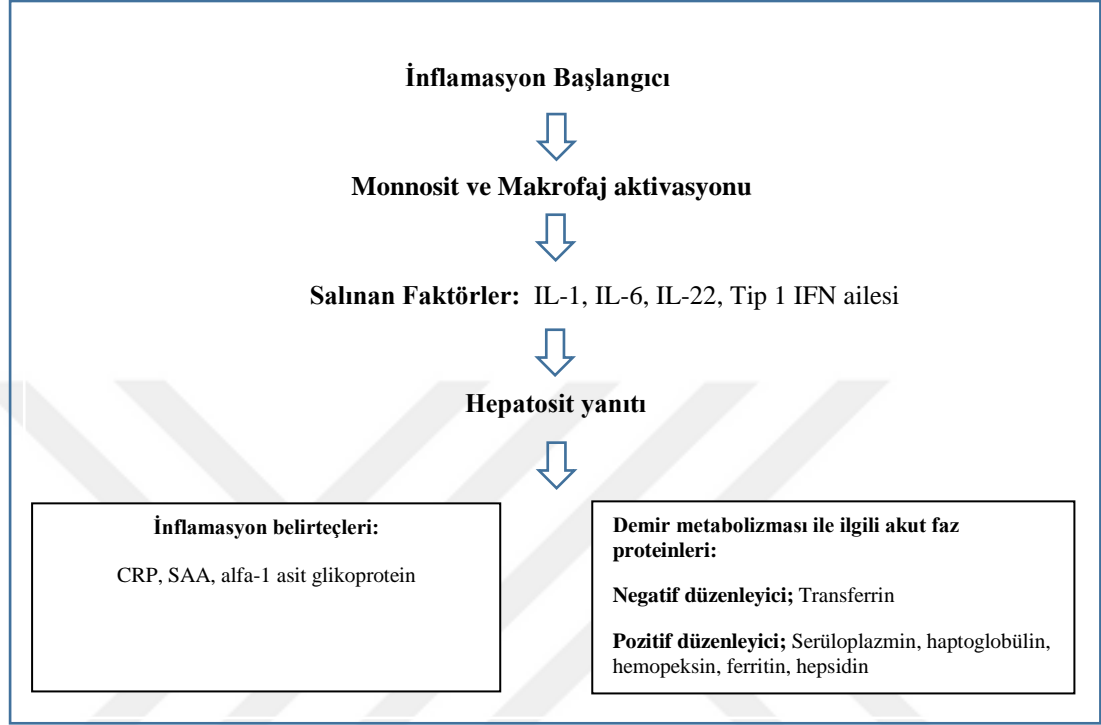 İnflamasyon Başlangıcı
Monnosit ve Makrofaj aktivasyonu
Salınan Faktörler: IL-1, IL-6, IL-22, Tip 1 IFN ailesi
Hepatosit yanıtı
İnflamasyon belirteçleri:
CRP, SAA, alfa-1 asit glikoprotein
Demir metabolizması ile ilgili akut faz
proteinleri:
Negatif düzenleyici; Transferrin
Pozitif düzenleyici; Serüloplazmin, haptoglobülin,
hemopeksin, ferritin, hepsidin